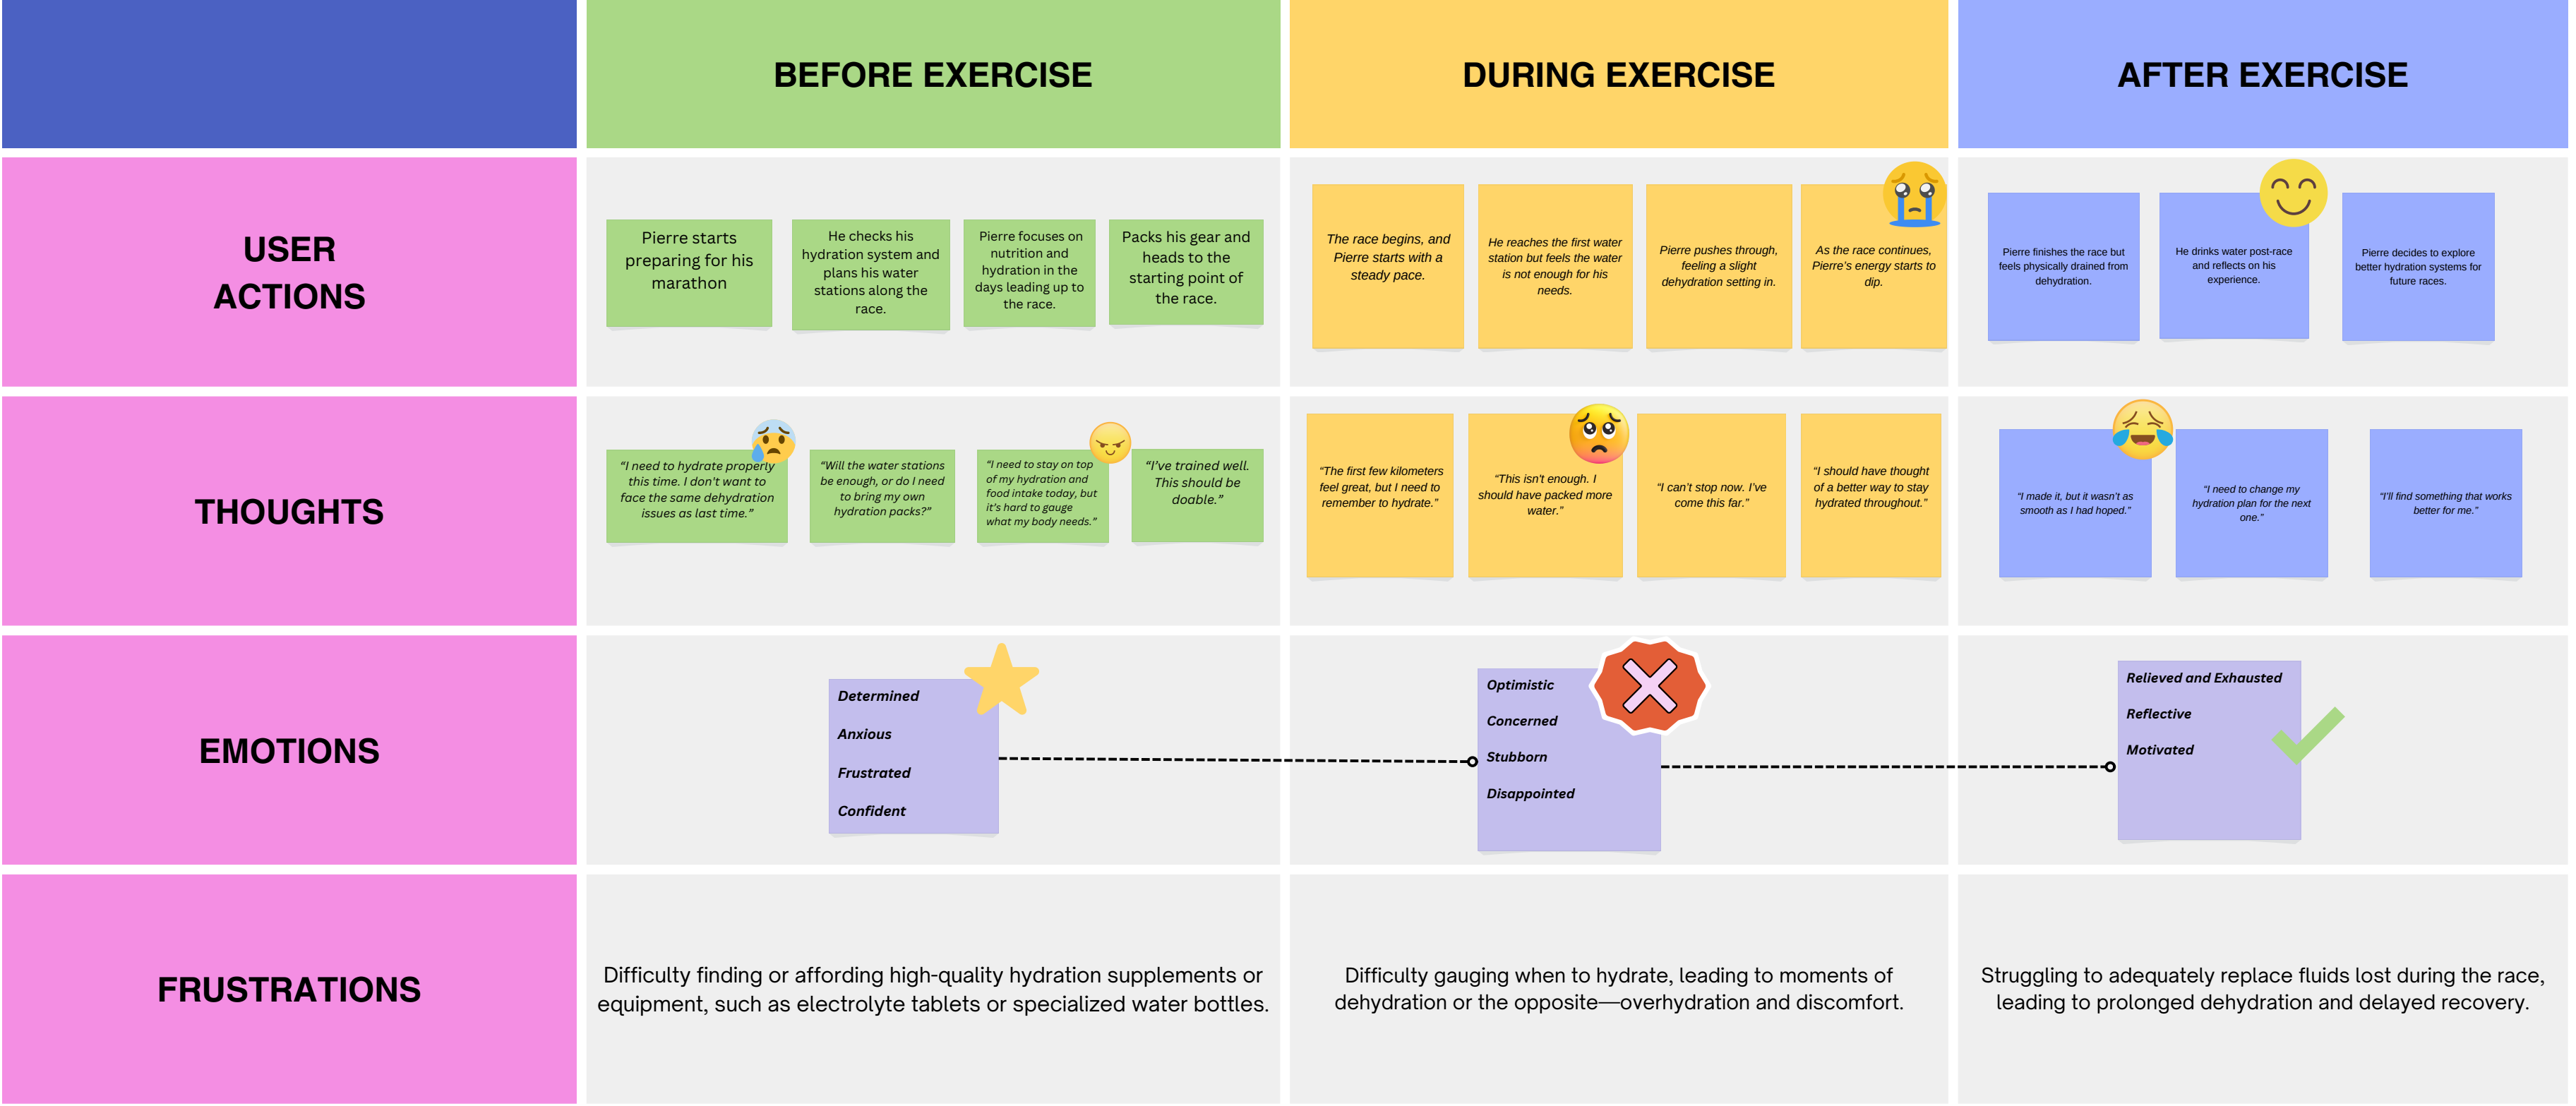 BEFORE EXERCISE
DURING EXERCISE
AFTER EXERCISE
USER
ACTIONS
Pierre starts
preparing for his
marathon
He checks his
hydration system and
plans his water
stations along the
race.
Pierre focuses on
nutrition and
hydration in the
days leading up to
the race.
Packs his gear and
heads to the
starting point of
the race.
The race begins, and
Pierre starts with a
steady pace.
He reaches the first water
station but feels the water
is not enough for his
needs.
Pierre pushes through,
feeling a slight
dehydration setting in.
As the race continues,
Pierre's energy starts to
dip.
Pierre finishes the race but
feels physically drained from
dehydration.
He drinks water post-race
and reflects on his
experience.
Pierre decides to explore
better hydration systems for
future races.
THOUGHTS
“I need to hydrate properly
this time. I don't want to
face the same dehydration
issues as last time.”
“Will the water stations
be enough, or do I need
to bring my own
hydration packs?”
“I need to stay on top
of my hydration and
food intake today, but
it’s hard to gauge
what my body needs.”
“I’ve trained well.
This should be
doable.”
“The first few kilometers
feel great, but I need to
remember to hydrate.”
“This isn't enough. I
should have packed more
water.”
“I can’t stop now. I’ve
come this far.”
“I should have thought
of a better way to stay
hydrated throughout.”
“I made it, but it wasn’t as
smooth as I had hoped.”
“I need to change my
hydration plan for the next
one.”
“I’ll find something that works
better for me.”
EMOTIONS
Determined
Anxious
Frustrated
Confident
Optimistic
Concerned
Stubborn
Disappointed
Relieved and Exhausted
Reflective
Motivated
FRUSTRATIONS
Difficulty finding or affording high-quality hydration supplements or
equipment, such as electrolyte tablets or specialized water bottles.
Difficulty gauging when to hydrate, leading to moments of
dehydration or the opposite—overhydration and discomfort.
Struggling to adequately replace fluids lost during the race,
leading to prolonged dehydration and delayed recovery.